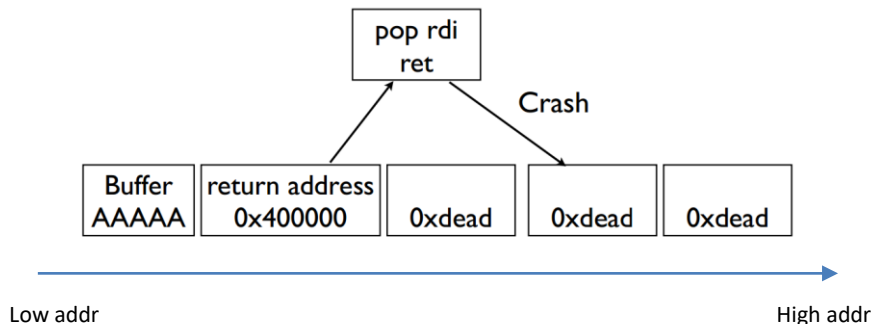 pop rdi
ret
Crash
Buffer
AAAAA
return address
0x400000
0xdead
0xdead
0xdead
Low addr
High addr